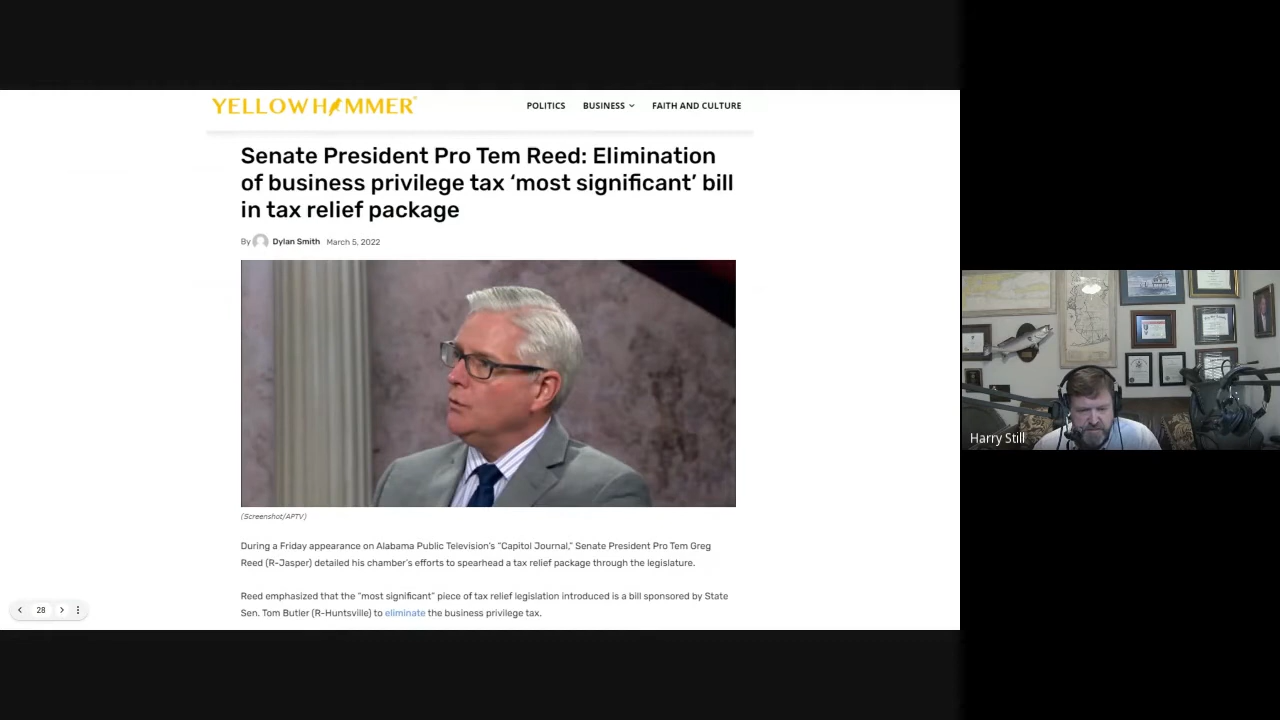 YELLOWHAMMER
POLITICS BUSINESS FAITH AND CULTURE
Senate President Pro Tem Reed: Elimination
of business privilege tax ‘most significant’ bill
in tax relief package
By Dylan Smith March 5, 2022
(Screenshot/APTV)
During a Friday appearance on Alabama Public Television's "Capitol Journal," Senate President Pro Tem Greg
Reed (R-Jasper) detailed his chamber's efforts to spearhead a tax relief package through the legislature.
Reed emphasized that the "most significant" piece of tax relief legislation introduced is a bill sponsored by State
Sen. Tom Butler (R-Huntsville) to eliminate the business privilege tax.
28
Harry Still